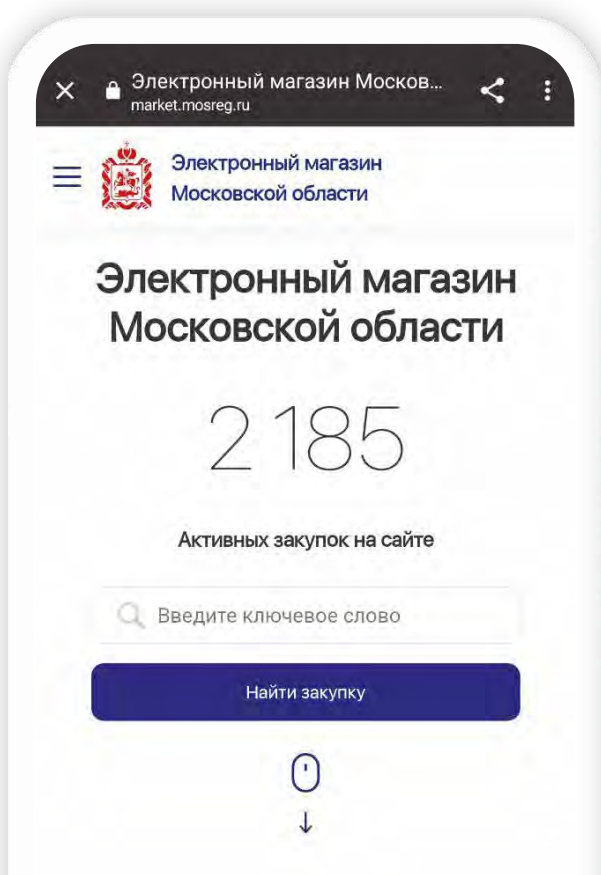 Электронный магазин Москов...
market.mosreg.ru
Электронный магазин
Московской области
Электронный магазин
Московской области
2 185
Активных закупок на сайте
Введите ключевое слово
Найти закупку